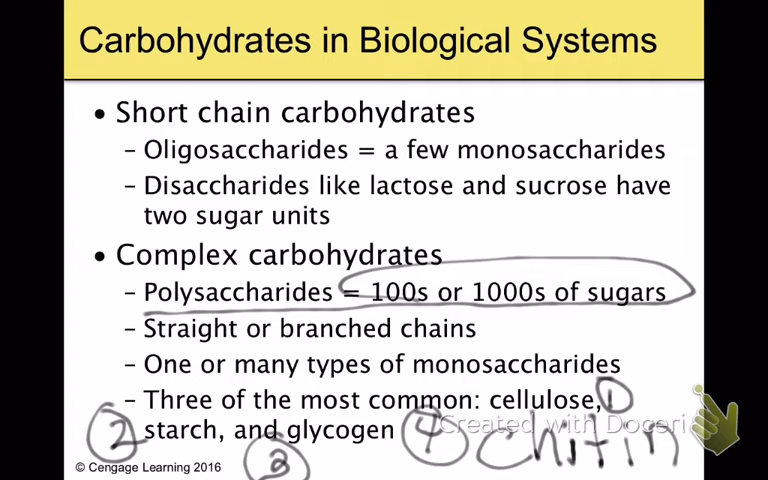 Carbohydrates in Biological Systems
• Short chain carbohydrates
– Oligosaccharides = a few monosaccharides
– Disaccharides like lactose and sucrose have
two sugar units
• Complex carbohydrates
– Polysaccharides = 100s or 1000s of sugars
– Straight or branched chains
– One or many types of monosaccharides
– Three of the most common: cellulose, 1
Created with Doceri
2 starch, and glycogen 4 chitin
3
© Cengage Learning 2016